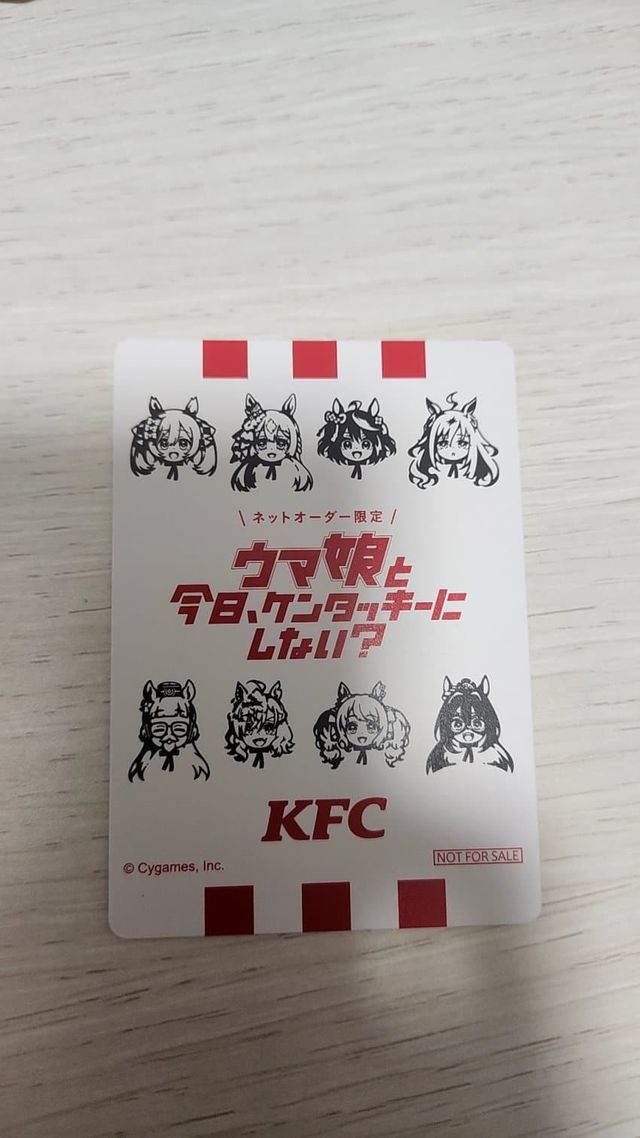 \ ネットオーダー限定 /
ウマ娘と
今日、ケンタッキーに
しない?
KFC
© Cygames, Inc.
NOT FOR SALE